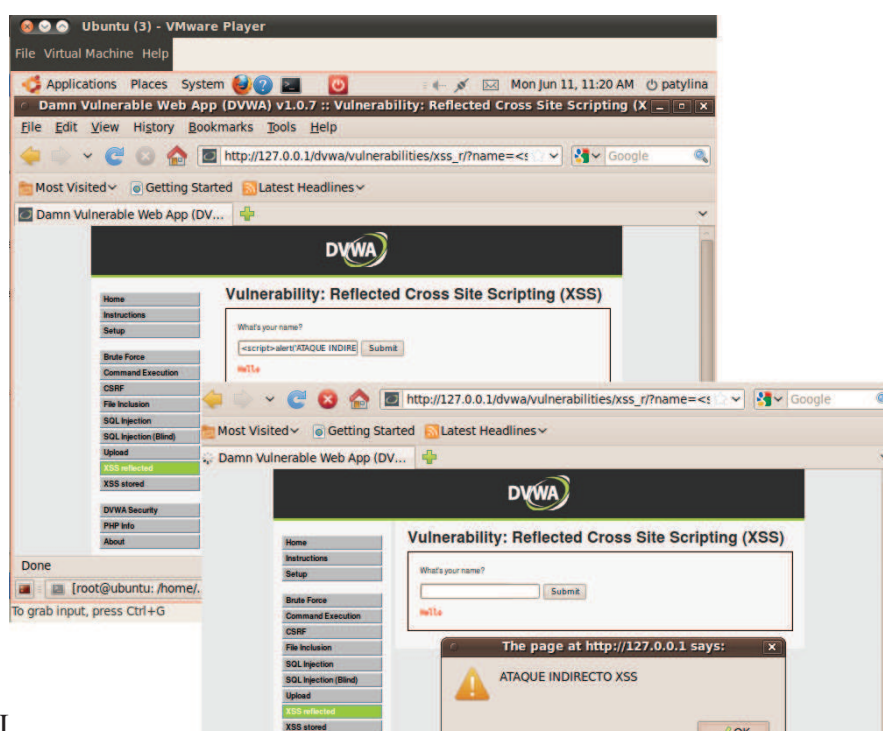 Ubuntu (3) - VMware Player
File Virtual Machine Help
Applications Places System Mon Jun 11, 11:20 AM patylina
Damn Vulnerable Web App (DVWA) v1.0.7 :: Vulnerability: Reflected Cross Site Scripting (X
File Edit View History Bookmarks Tools Help
http://127.0.0.1/dvwa/vulnerabilities/xss_r/?name=<s Google
Most Visited Getting Started Latest Headlines
Damn Vulnerable Web App (DV...
DVWA
Vulnerability: Reflected Cross Site Scripting (XSS)
What's your name?
<script>alert('ATAQUE INDIRE Submit
Hello
Home
Instructions
Setup
Brute Force
Command Execution
CSRF
File Inclusion
SQL Injection
SQL Injection (Blind)
Upload
XSS reflected
XSS stored
DVWA Security
PHP Info
About
Done
[root@ubuntu: /home/.
To grab input, press Ctrl+G
http://127.0.0.1/dvwa/vulnerabilities/xss_r/?name=<s Google
Most Visited Getting Started Latest Headlines
Damn Vulnerable Web App (DV...
DVWA
Vulnerability: Reflected Cross Site Scripting (XSS)
What's your name?
Submit
Hello
Home
Instructions
Setup
Brute Force
Command Execution
CSRF
File Inclusion
SQL Injection
SQL Injection (Blind)
Upload
XSS reflected
XSS stored
The page at http://127.0.0.1 says:
ATAQUE INDIRECTO XSS
OK